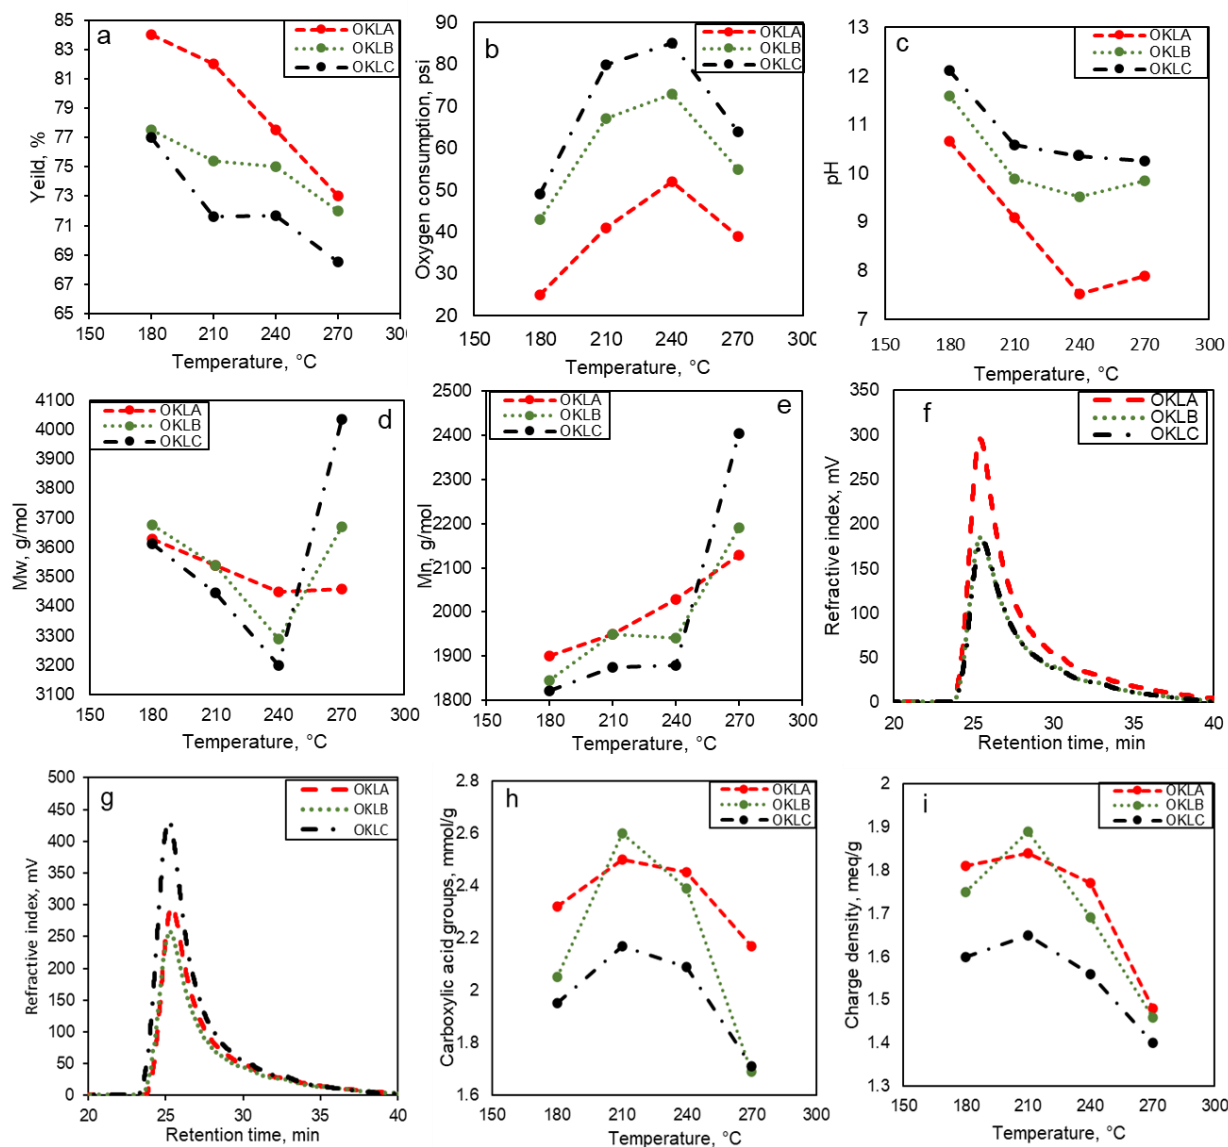 a
OKLA
OKLB
OKLC
85
83
81
79
77
75
73
71
69
67
65
Yeild, %
150 180 210 240 270 300
Temperature, °C
b
OKLA
OKLB
OKLC
90
80
70
60
50
40
30
20
Oxygen consumption, psi
150 180 210 240 270 300
Temperature, °C
c
OKLA
OKLB
OKLC
13
12
11
10
9
8
7
pH
150 180 210 240 270 300
Temperature, °C
d
OKLA
OKLB
OKLC
4100
4000
3900
3800
3700
3600
3500
3400
3300
3200
3100
Mw, g/mol
150 180 210 240 270 300
Temperature, °C
e
OKLA
OKLB
OKLC
2500
2400
2300
2200
2100
2000
1900
1800
Mn, g/mol
150 180 210 240 270 300
Temperature, °C
f
OKLA
OKLB
OKLC
350
300
250
200
150
100
50
0
Refractive index, mV
20 25 30 35 40
Retention time, min
g
OKLA
OKLB
OKLC
500
450
400
350
300
250
200
150
100
50
0
Refractive index, mV
20 25 30 35 40
Retention time, min
h
OKLA
OKLB
OKLC
2.8
2.6
2.4
2.2
2
1.8
1.6
Carboxylic acid groups, mmol/g
150 180 210 240 270 300
Temperature, °C
i
OKLA
OKLB
OKLC
2
1.9
1.8
1.7
1.6
1.5
1.4
1.3
Charge density, meq/g
150 180 210 240 270 300
Temperature, °C